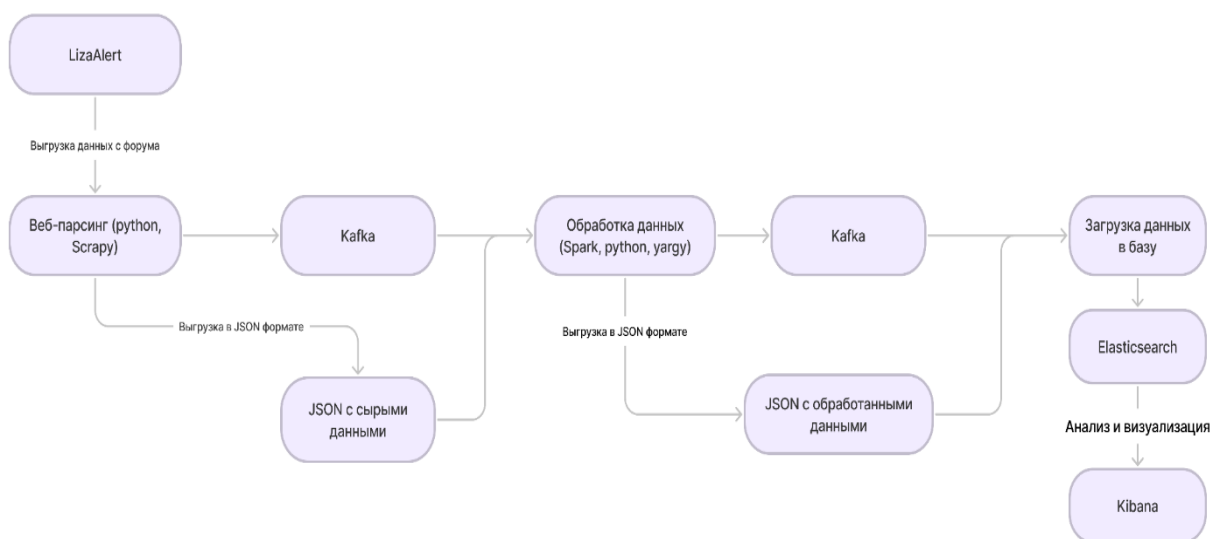 LizaAlert
Выгрузка данных с форума
Веб-парсинг (python,
Scrapy)
Kafka
Обработка данных
(Spark, python, yargy)
Kafka
Загрузка данных
в базу
Выгрузка в JSON формате
Выгрузка в JSON формате
Elasticsearch
JSON с сырыми
данными
JSON с обработанными
данными
Анализ и визуализация
Kibana